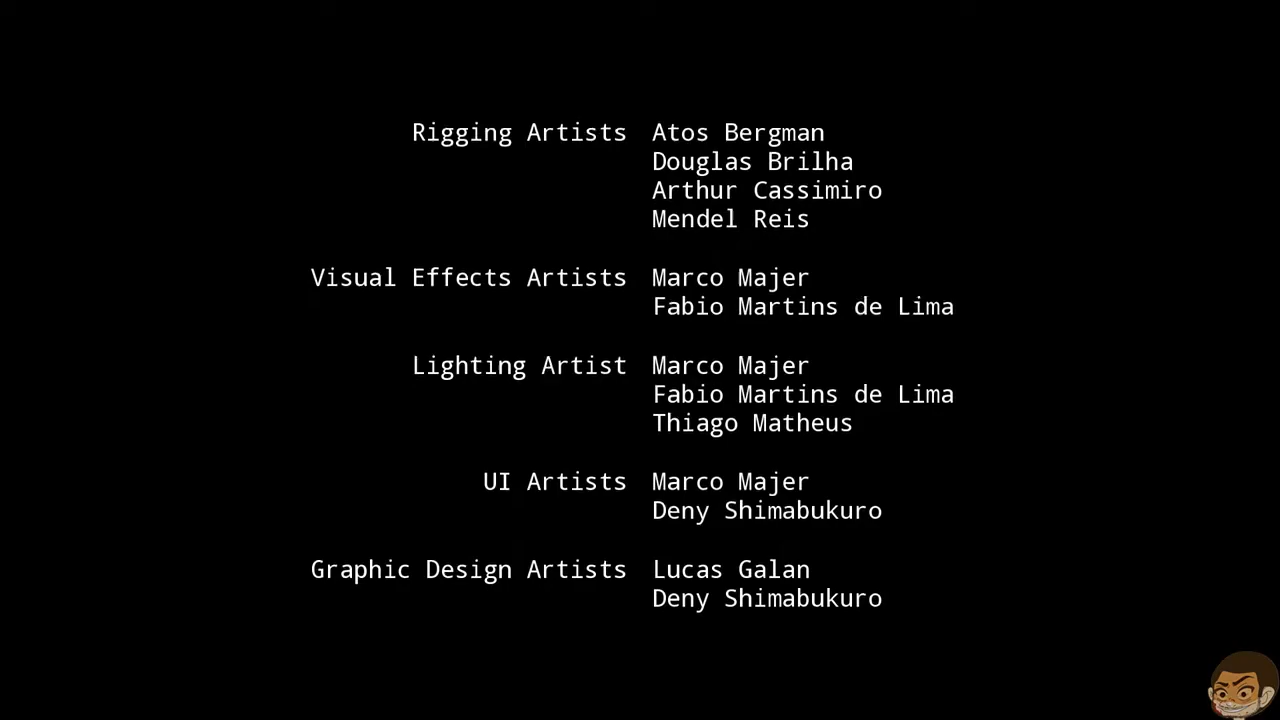 Rigging Artists Atos Bergman
Douglas Brilha
Arthur Cassimiro
Mendel Reis
Visual Effects Artists Marco Majer
Fabio Martins de Lima
Lighting Artist Marco Majer
Fabio Martins de Lima
Thiago Matheus
UI Artists Marco Majer
Deny Shimabukuro
Graphic Design Artists Lucas Galan
Deny Shimabukuro